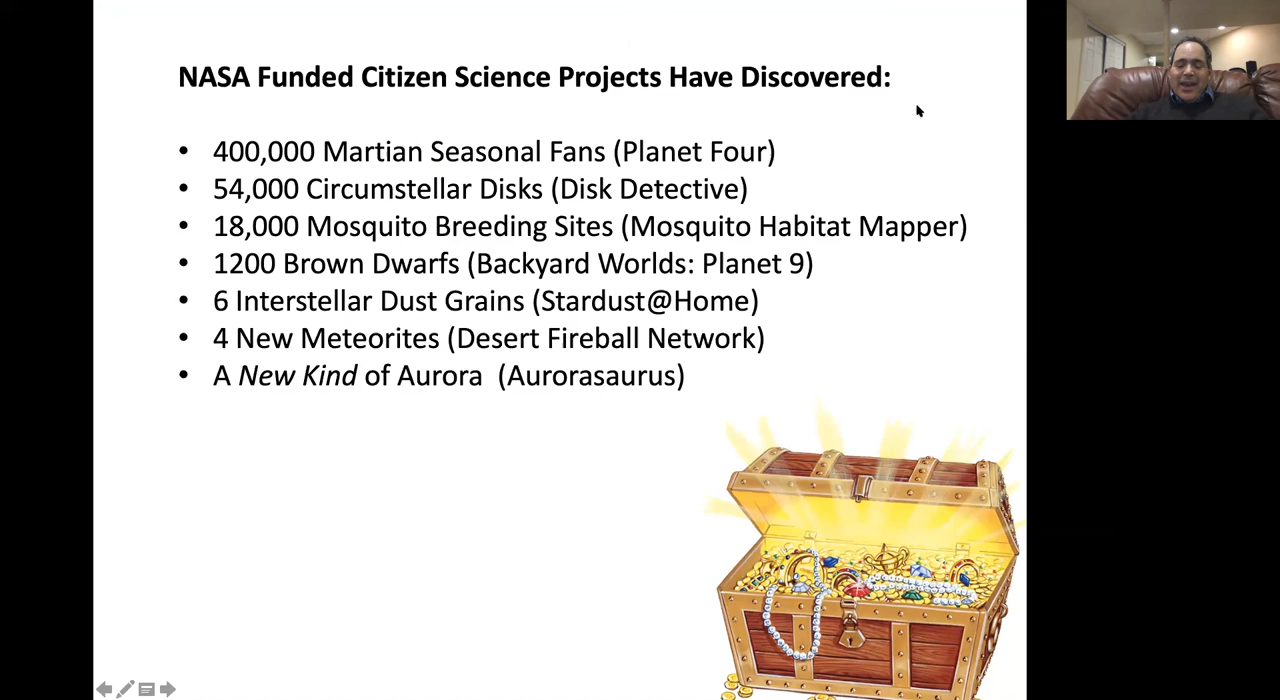 NASA Funded Citizen Science Projects Have Discovered:
• 400,000 Martian Seasonal Fans (Planet Four)
• 54,000 Circumstellar Disks (Disk Detective)
• 18,000 Mosquito Breeding Sites (Mosquito Habitat Mapper)
• 1200 Brown Dwarfs (Backyard Worlds: Planet 9)
• 6 Interstellar Dust Grains (Stardust@Home)
• 4 New Meteorites (Desert Fireball Network)
• A New Kind of Aurora  (Aurorasaurus)